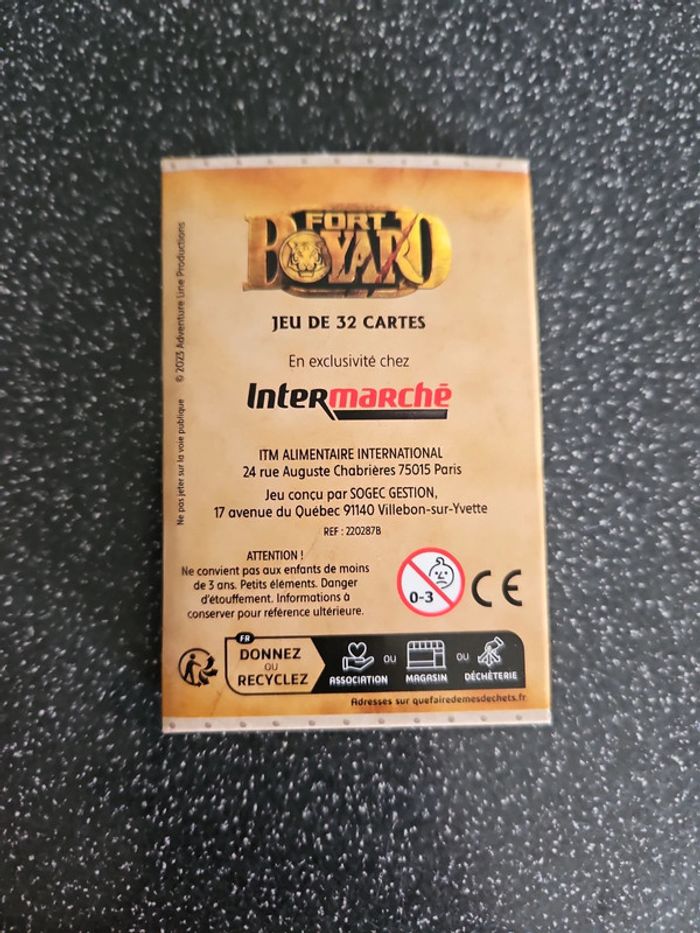 FORT
BOYARD
JEU DE 32 CARTES
En exclusivité chez
Intermarchē
ITM ALIMENTAIRE INTERNATIONAL
24 rue Auguste Chabrières 75015 Paris
Jeu conçu par SOGEC GESTION,
17 avenue du Québec 91140 Villebon-sur-Yvette
REF : 220287B
ATTENTION !
Ne convient pas aux enfants de moins
de 3 ans. Petits éléments. Danger
d'étouffement. Informations à
conserver pour référence ultérieure.
0-3
CE
FR
DONNEZ
OU
RECYCLEZ
ASSOCIATION OU MAGASIN OU DÉCHÈTERIE
Adresses sur quefairedemesdechets.fr
Ne pas jeter sur la voie publique © 2023 Adventure Line Productions